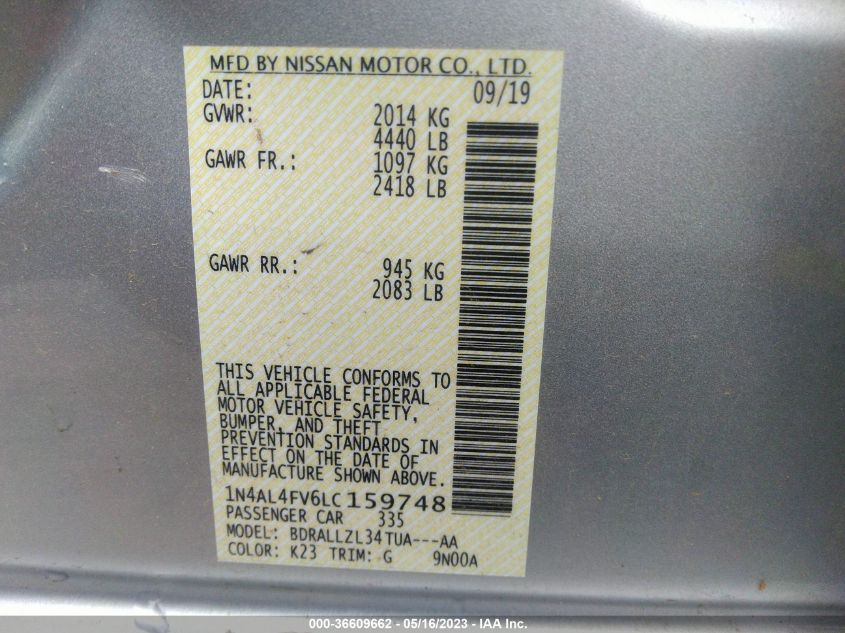 MFD BY NISSAN MOTOR CO., LTD.
DATE: 09/19
GVWR: 2014 KG
4440 LB
GAWR FR.: 1097 KG
2418 LB
GAWR RR.: 945 KG
2083 LB
THIS VEHICLE CONFORMS TO
ALL APPLICABLE FEDERAL
MOTOR VEHICLE SAFETY,
BUMPER, AND THEFT
PREVENTION STANDARDS IN
EFFECT ON THE DATE OF
MANUFACTURE SHOWN ABOVE.
1N4AL4FV6LC159748
PASSENGER CAR 335
MODEL: BDRALLZL34TUA---AA
COLOR: K23 TRIM: G 9N00A
000-36609662 - 05/16/2023 - IAA Inc.